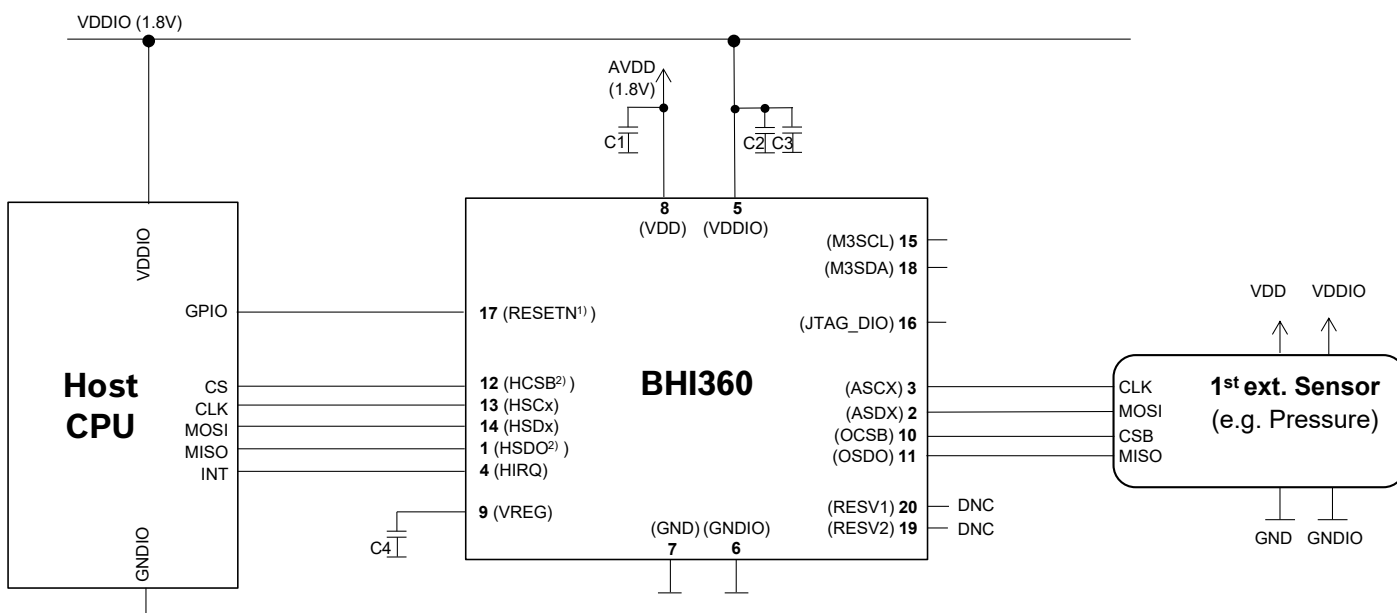 VDDIO (1.8V)
AVDD
(1.8V)
C1
C2
C3
8
(VDD)
5
(VDDIO)
Host
CPU
VDDIO
GPIO
CS
CLK
MOSI
MISO
INT
GNDIO
BHI360
17 (RESETN1) )
12 (HCSB2) )
13 (HSCx)
14 (HSDx)
1 (HSDO2) )
4 (HIRQ)
9 (VREG)
C4
(GND)
7
(GNDIO)
6
(M3SCL) 15
(M3SDA) 18
(JTAG_DIO) 16
(ASCX) 3
(ASDX) 2
(OCSB) 10
(OSDO) 11
(RESV1) 20
DNC
(RESV2) 19
DNC
VDD
VDDIO
CLK
MOSI
CSB
MISO
1st ext. Sensor
(e.g. Pressure)
GND
GNDIO